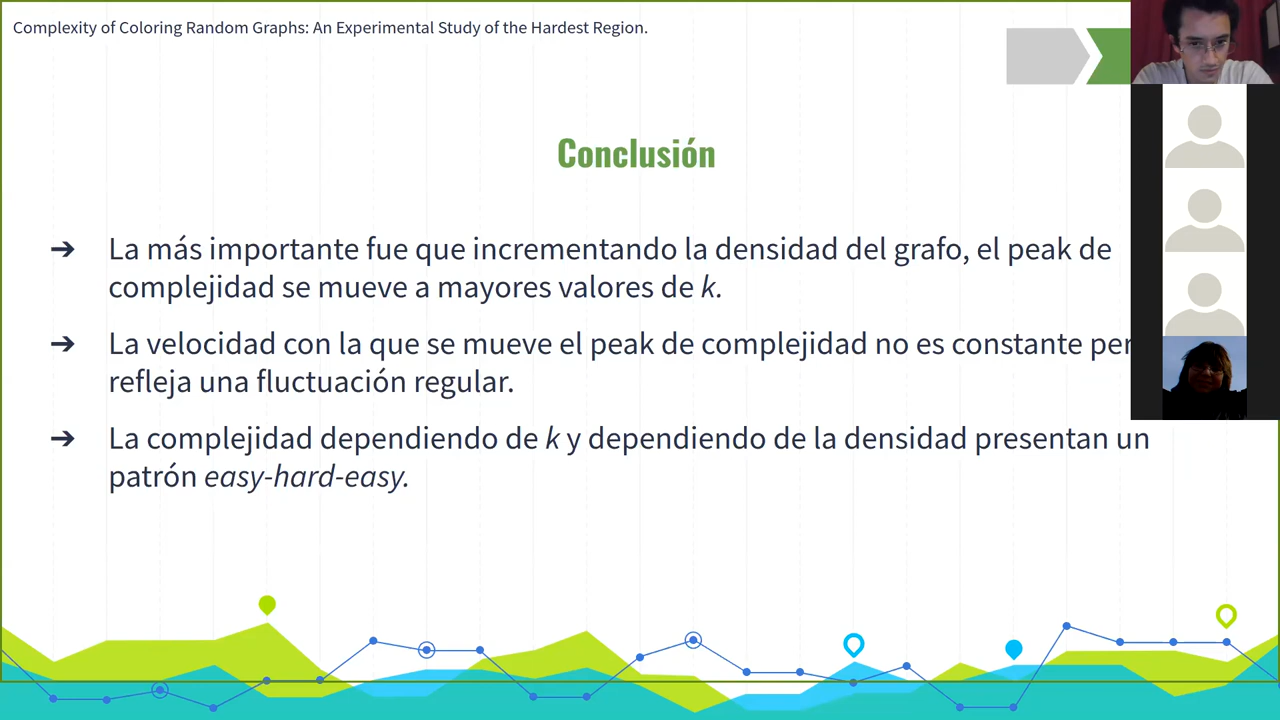 Complexity of Coloring Random Graphs: An Experimental Study of the Hardest Region.
Conclusión
➔ La más importante fue que incrementando la densidad del grafo, el peak de
complejidad se mueve a mayores valores de k.
➔ La velocidad con la que se mueve el peak de complejidad no es constante per
refleja una fluctuación regular.
➔ La complejidad dependiendo de k y dependiendo de la densidad presentan un
patrón easy-hard-easy.